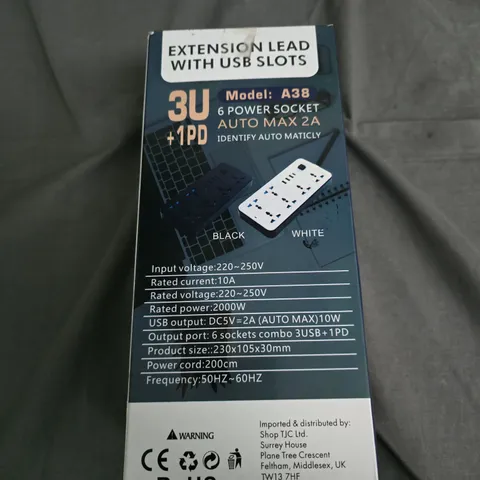 EXTENSION LEAD
WITH USB SLOTS
3U
+1PD
Model: A38
6 POWER SOCKET
AUTO MAX 2A
IDENTIFY AUTO MATICLY
BLACK
WHITE
Input voltage:220~250V
Rated current:10A
Rated voltage:220~250V
Rated power:2000W
USB output: DC5V=2A (AUTO MAX)10W
Output port: 6 sockets combo 3USB+1PD
Product size::230x105x30mm
Power cord:200cm
Frequency:50HZ~60HZ
WARNING
CE
Imported & distributed by:
Shop TJC Ltd.
Surrey House
Plane Tree Crescent
Feltham, Middlesex, UK
TW13 7HF